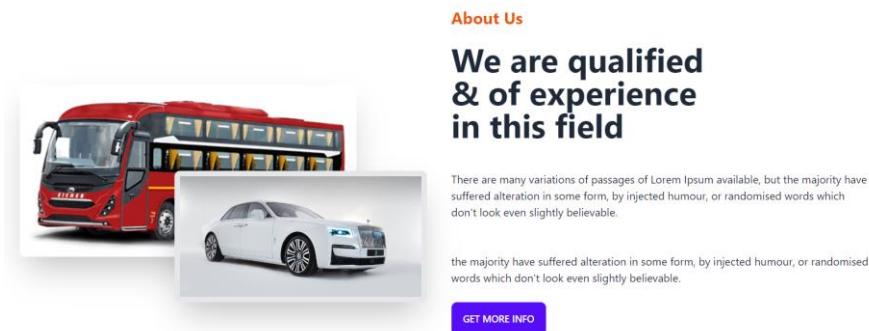 About Us
We are qualified
& of experience
in this field
There are many variations of passages of Lorem Ipsum available, but the majority have
suffered alteration in some form, by injected humour, or randomised words which
don't look even slightly believable.
the majority have suffered alteration in some form, by injected humour, or randomised
words which don't look even slightly believable.
GET MORE INFO
EICHER